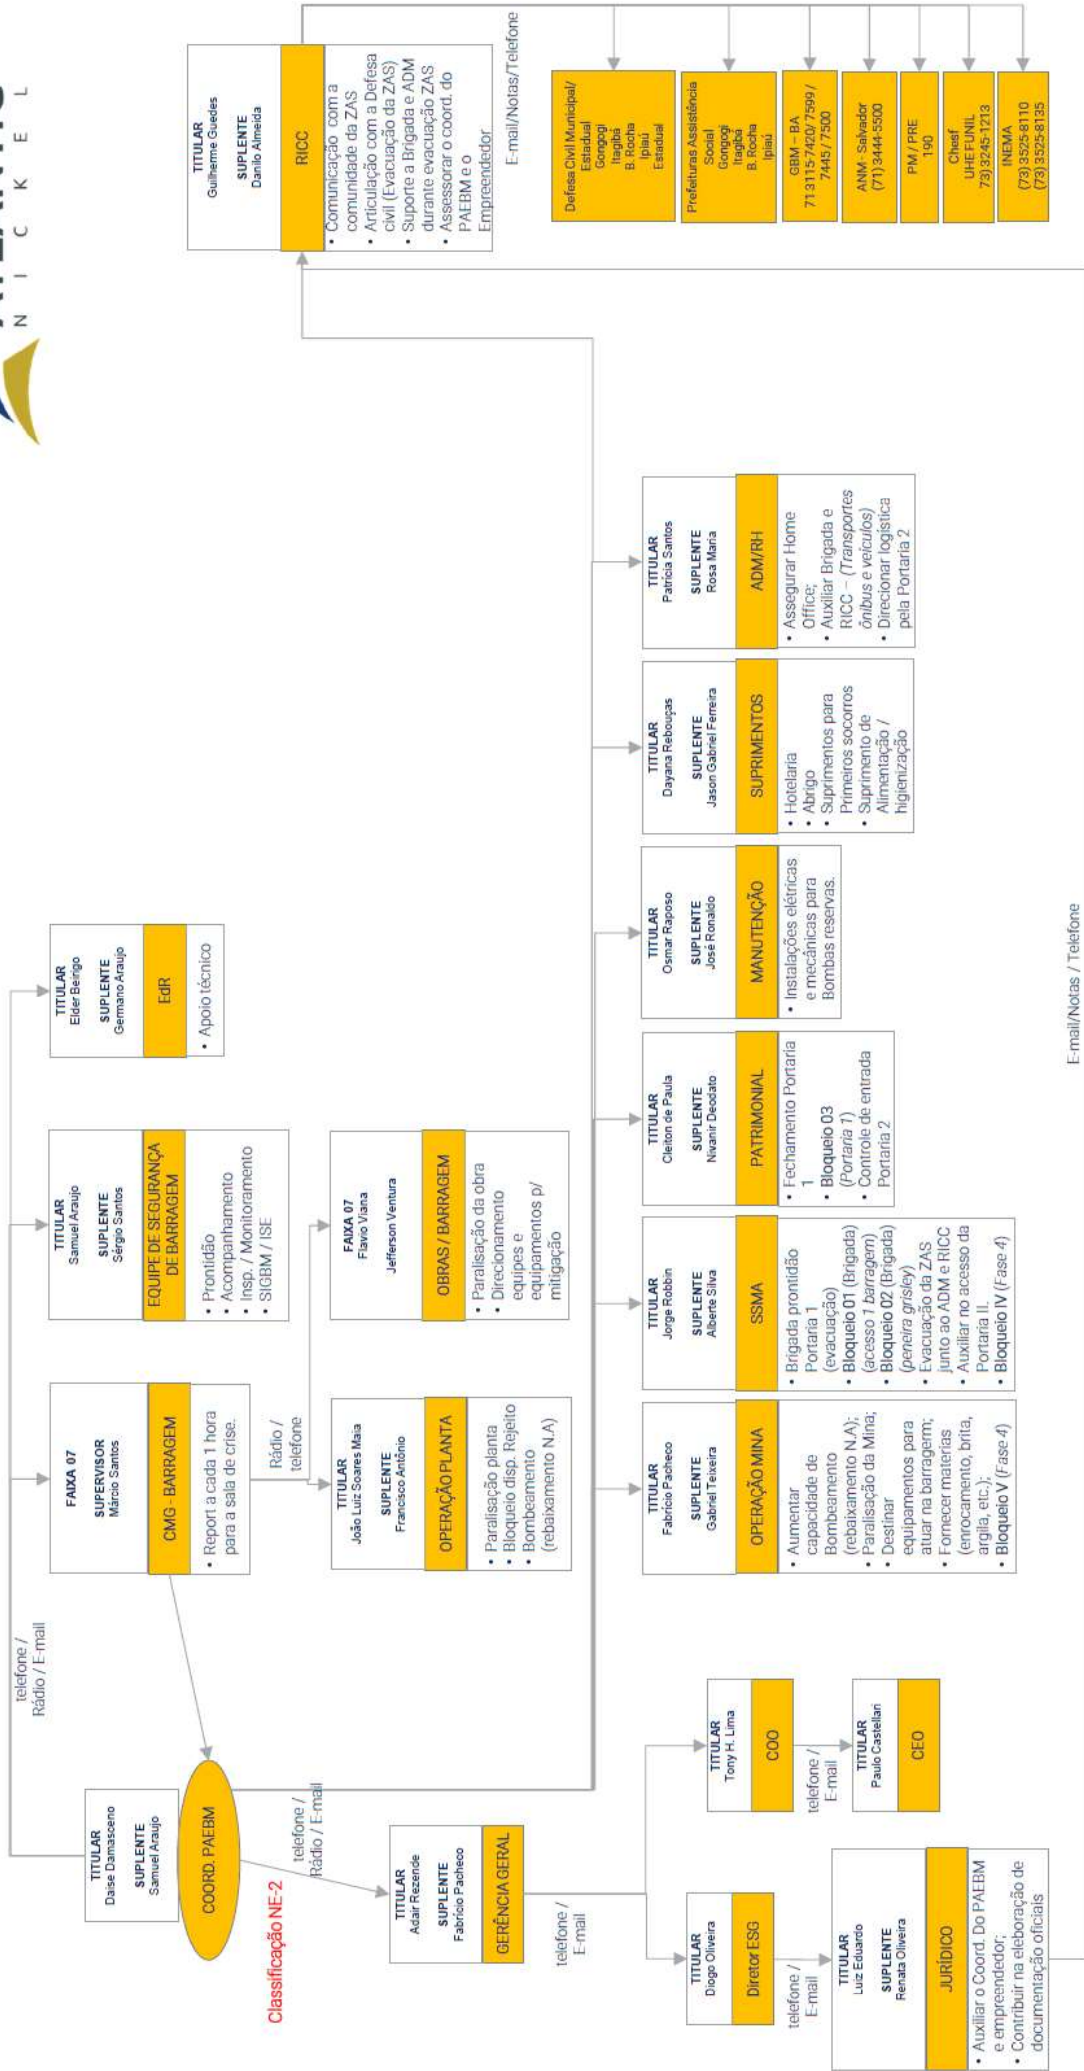 N I C K E L
telefone /
Rádio / E-mail
TITULAR
Daise Damasceno
SUPLENTE
Samuel Araujo
COORD. PAEBM
Classificação NE-2
telefone /
Rádio / E-mail
FAIXA 07
SUPERVISOR
Márcio Santos
CMG - BARRAGEM
• Report a cada 1 hora
para a sala de crise.
Rádio /
telefone
TITULAR
Samuel Araujo
SUPLENTE
Sérgio Santos
EQUIPE DE SEGURANÇA
DE BARRAGEM
• Prontidão
• Acompanhamento
• Insp. / Monitoramento
• SIGBM / ISE
TITULAR
Elder Beirigo
SUPLENTE
Germano Araujo
EdR
• Apoio técnico
TITULAR
Guilherme Guedes
SUPLENTE
Danilo Almeida
RICC
• Comunicação com a
comunidade da ZAS
• Articulação com a Defesa
civil (Evacuação da ZAS)
• Suporte a Brigada e ADM
durante evacuação ZAS
• Assessorar o coord. do
PAEBM e o
Empreendedor
E-mail/Notas/Telefone
TITULAR
João Luiz Soares Maia
SUPLENTE
Francisco Antônio
OPERAÇÃO PLANTA
• Paralisação planta
• Bloqueio disp. Rejeito
• Bombeamento
(rebaixamento N.A)
FAIXA 07
Flavio Viana
Jefferson Ventura
OBRAS / BARRAGEM
• Paralisação da obra
• Direcionamento
equipes e
equipamentos p/
mitigação
TITULAR
Adair Rezende
SUPLENTE
Fabrício Pacheco
GERÊNCIA GERAL
telefone /
E-mail
TITULAR
Diogo Oliveira
Diretor ESG
telefone /
E-mail
TITULAR
Luiz Eduardo
SUPLENTE
Renata Oliveira
JURÍDICO
• Auxiliar o Coord. Do PAEBM
e empreendedor;
• Contribuir na eleboração de
documentação oficiais
TITULAR
Tony H. Lima
COO
telefone /
E-mail
TITULAR
Paulo Castellari
CEO
TITULAR
Fabrício Pacheco
SUPLENTE
Gabriel Teixeira
OPERAÇÃO MINA
• Aumentar
capacidade de
Bombeamento
(rebaixamento N.A);
• Paralisação da Mina;
• Destinar
equipamentos para
atuar na barragerm;
• Fornecer materias
(enrocamento, brita,
argila, etc.);
• Bloqueio V (Fase 4)
TITULAR
Jorge Robbin
SUPLENTE
Alberte Silva
SSMA
• Brigada prontidão
Portaria 1
(evacuação)
• Bloqueio 01 (Brigada)
(acesso 1 barragem)
• Bloqueio 02 (Brigada)
(peneira grisley)
• Evacuação da ZAS
junto ao ADM e RICC
• Auxiliar no acesso da
Portaria II.
• Bloqueio IV (Fase 4)
TITULAR
Cleiton de Paula
SUPLENTE
Nivanir Deodato
PATRIMONIAL
• Fechamento Portaria
1
• Bloqueio 03
(Portaria 1)
• Controle de entrada
Portaria 2
TITULAR
Osmar Raposo
SUPLENTE
José Ronaldo
MANUTENÇÃO
• Instalações elétricas
e mecânicas para
Bombas reservas.
TITULAR
Dayana Rebouças
SUPLENTE
Jason Gabriel Ferreira
SUPRIMENTOS
• Hotelaria
• Abrigo
• Suprimentos para
Primeiros socorros
• Suprimento de
Alimentação /
higienização
TITULAR
Patrícia Santos
SUPLENTE
Rosa Maria
ADM/RH
• Assegurar Home
Office;
• Auxiliar Brigada e
RICC – (Transportes
ônibus e veículos)
• Direcionar logística
pela Portaria 2
Defesa Civil Municipal/
Estadual
Gongogi
Itagibá
B. Rocha
Ipiaú
Estadual
Prefeituras Assistência
Social
Gongogi
Itagibá
B. Rocha
Ipiaú
GBM – BA
71 3115-7420/ 7599 /
7445 / 7500
ANM - Salvador
(71) 3444-5500
PM / PRE
190
Chesf
UHE FUNIL
73) 3245-1213
INEMA
(73) 3525-8110
(73) 3525-8135
E-mail/Notas / Telefone